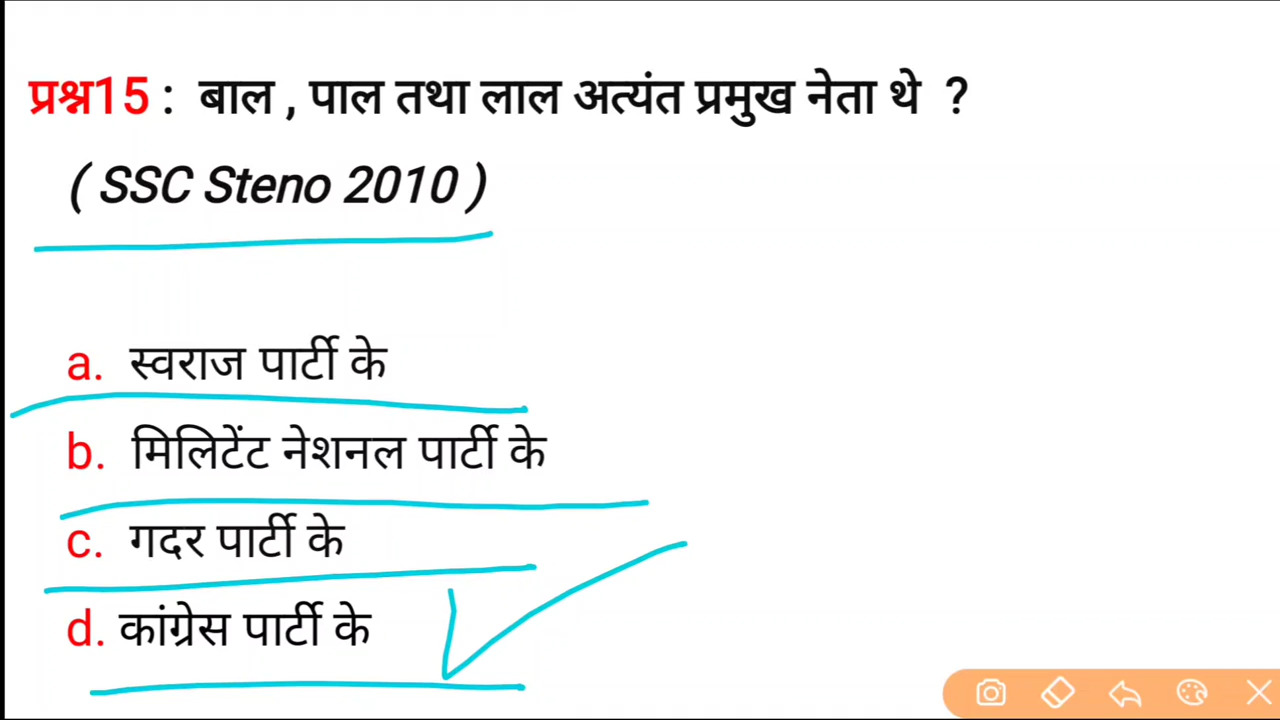 प्रश्न15 : बाल , पाल तथा लाल अत्यंत प्रमुख नेता थे ?
( SSC Steno 2010 )
a. स्वराज पार्टी के
b. मिलिटेंट नेशनल पार्टी के
c. गदर पार्टी के
d. कांग्रेस पार्टी के